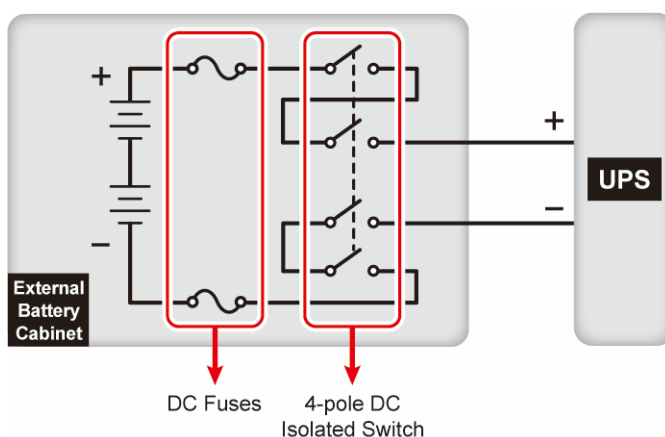 +
+
UPS
−
−
External
Battery
Cabinet
DC Fuses
4-pole DC
Isolated Switch